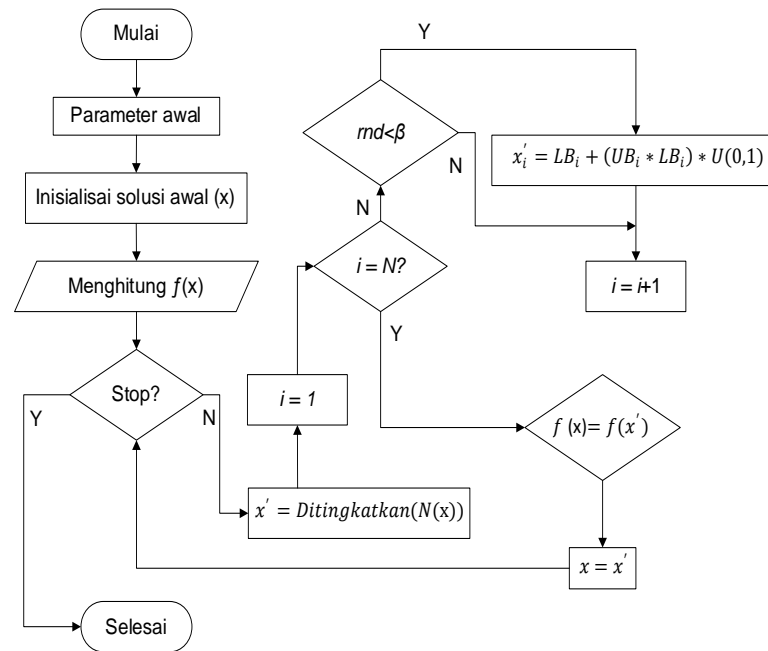 Mulai
Parameter awal
Inisialisai solusi awal (x)
Menghitung ƒ(x)
Stop?
Y
N
x′ = Ditingkatkan(N(x))
i = 1
i = N?
N
Y
rnd<β
Y
N
x′ᵢ = LBᵢ + (UBᵢ * LBᵢ) * U(0,1)
i = i+1
f (x)= f(x′)
x = x′
Selesai